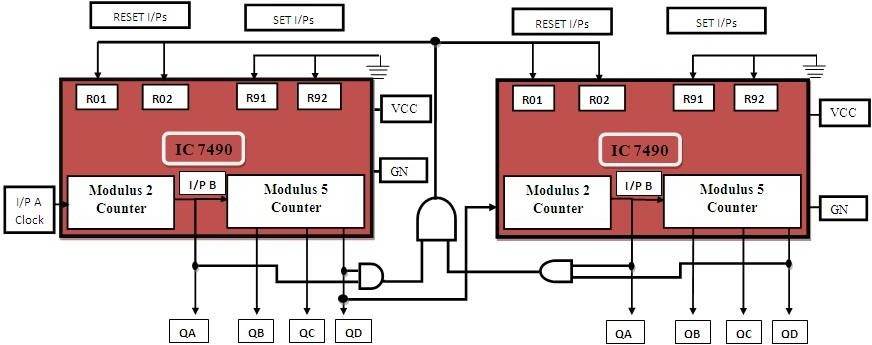 RESET I/Ps
SET I/Ps
RESET I/Ps
SET I/Ps
R01 R02 R91 R92
R01 R02 R91 R92
VCC
VCC
IC 7490
IC 7490
GN
GN
I/P A
Clock
Modulus 2
Counter
I/P B
Modulus 5
Counter
Modulus 2
Counter
I/P B
Modulus 5
Counter
QA QB QC QD
QA QB QC QD